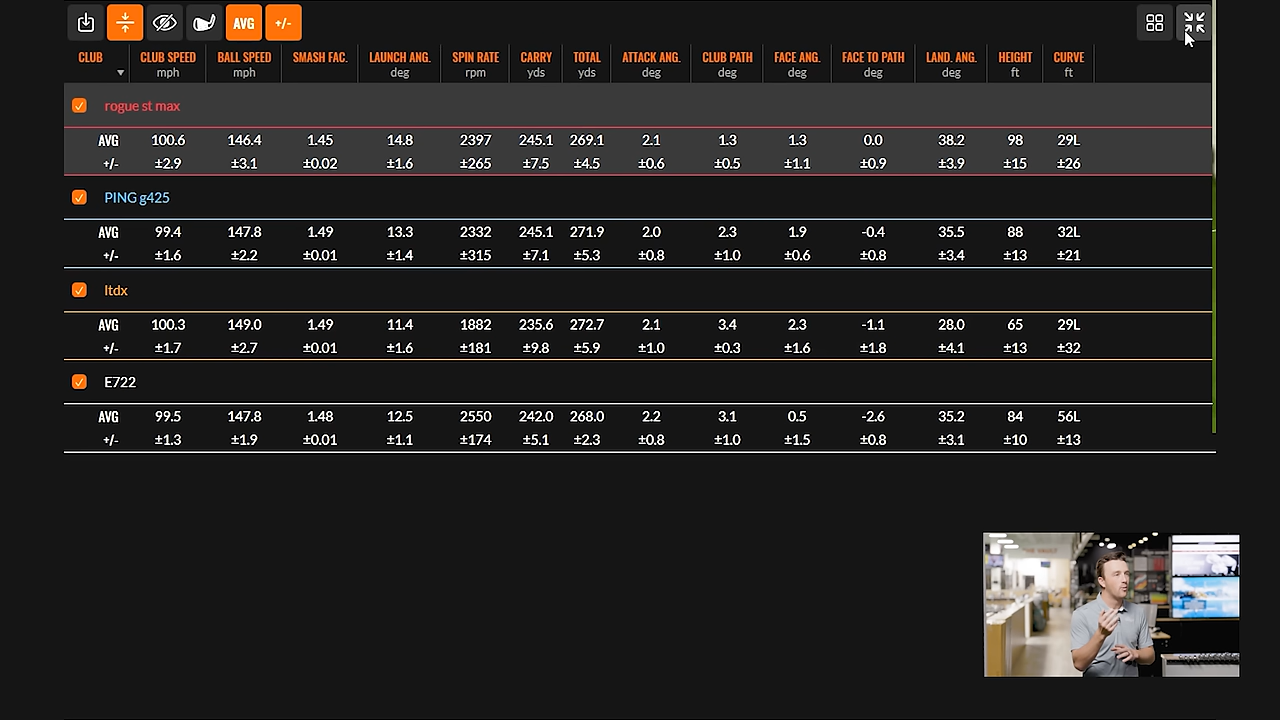 AVG +/-
CLUB CLUB SPEED BALL SPEED SMASH FAC. LAUNCH ANG. SPIN RATE CARRY TOTAL ATTACK ANG. CLUB PATH FACE ANG. FACE TO PATH LAND. ANG. HEIGHT CURVE
mph mph deg rpm yds yds deg deg deg deg deg ft ft
rogue st max
AVG 100.6 146.4 1.45 14.8 2397 245.1 269.1 2.1 1.3 1.3 0.0 38.2 98 29L
+/- ±2.9 ±3.1 ±0.02 ±1.6 ±265 ±7.5 ±4.5 ±0.6 ±0.5 ±1.1 ±0.9 ±3.9 ±15 ±26
PING g425
AVG 99.4 147.8 1.49 13.3 2332 245.1 271.9 2.0 2.3 1.9 -0.4 35.5 88 32L
+/- ±1.6 ±2.2 ±0.01 ±1.4 ±315 ±7.1 ±5.3 ±0.8 ±1.0 ±0.6 ±0.8 ±3.4 ±13 ±21
ltdx
AVG 100.3 149.0 1.49 11.4 1882 235.6 272.7 2.1 3.4 2.3 -1.1 28.0 65 29L
+/- ±1.7 ±2.7 ±0.01 ±1.6 ±181 ±9.8 ±5.9 ±1.0 ±0.3 ±1.6 ±1.8 ±4.1 ±13 ±32
E722
AVG 99.5 147.8 1.48 12.5 2550 242.0 268.0 2.2 3.1 0.5 -2.6 35.2 84 56L
+/- ±1.3 ±1.9 ±0.01 ±1.1 ±174 ±5.1 ±2.3 ±0.8 ±1.0 ±1.5 ±0.8 ±3.1 ±10 ±13